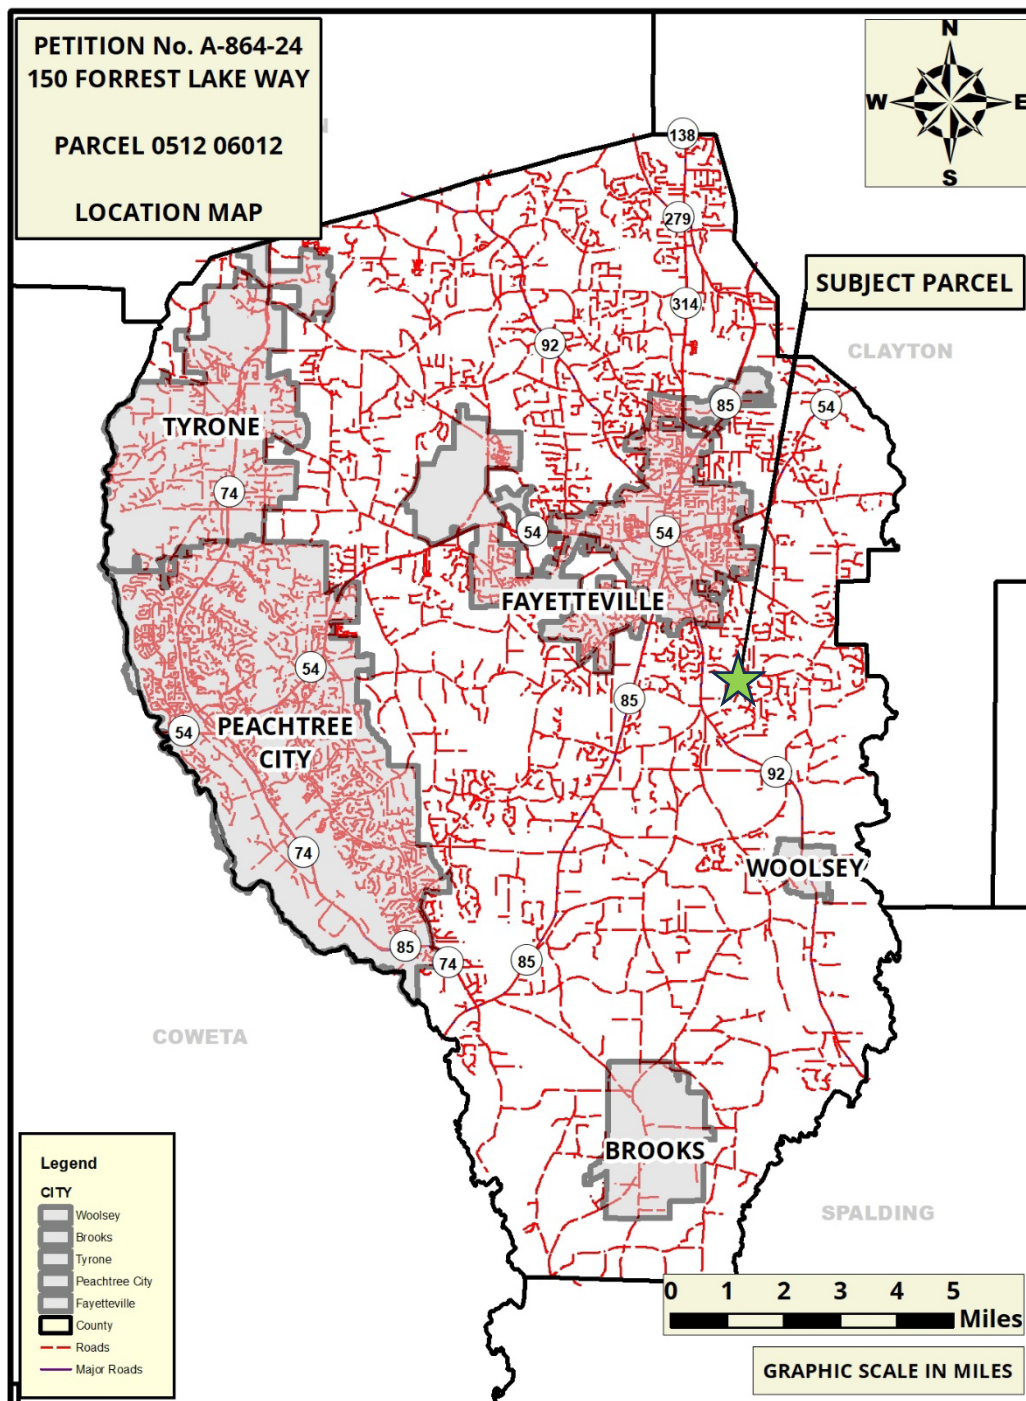 PETITION No. A-864-24
150 FORREST LAKE WAY
PARCEL 0512 06012
LOCATION MAP
N
W
E
S
138
279
SUBJECT PARCEL
314
92
CLAYTON
85
54
TYRONE
74
54
54
FAYETTEVILLE
54
85
54
PEACHTREE
CITY
92
74
WOOLSEY
85
74
85
COWETA
BROOKS
SPALDING
Legend
CITY
Woolsey
Brooks
Tyrone
Peachtree City
Fayetteville
County
Roads
Major Roads
0 1 2 3 4 5
Miles
GRAPHIC SCALE IN MILES